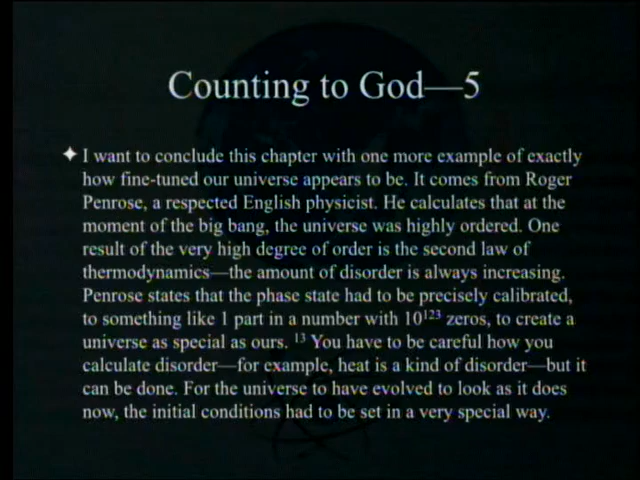 Counting to God—5
✦ I want to conclude this chapter with one more example of exactly
how fine-tuned our universe appears to be. It comes from Roger
Penrose, a respected English physicist. He calculates that at the
moment of the big bang, the universe was highly ordered. One
result of the very high degree of order is the second law of
thermodynamics—the amount of disorder is always increasing.
Penrose states that the phase state had to be precisely calibrated,
to something like 1 part in a number with 10¹²³ zeros, to create a
universe as special as ours. ¹³ You have to be careful how you
calculate disorder—for example, heat is a kind of disorder—but it
can be done. For the universe to have evolved to look as it does
now, the initial conditions had to be set in a very special way.